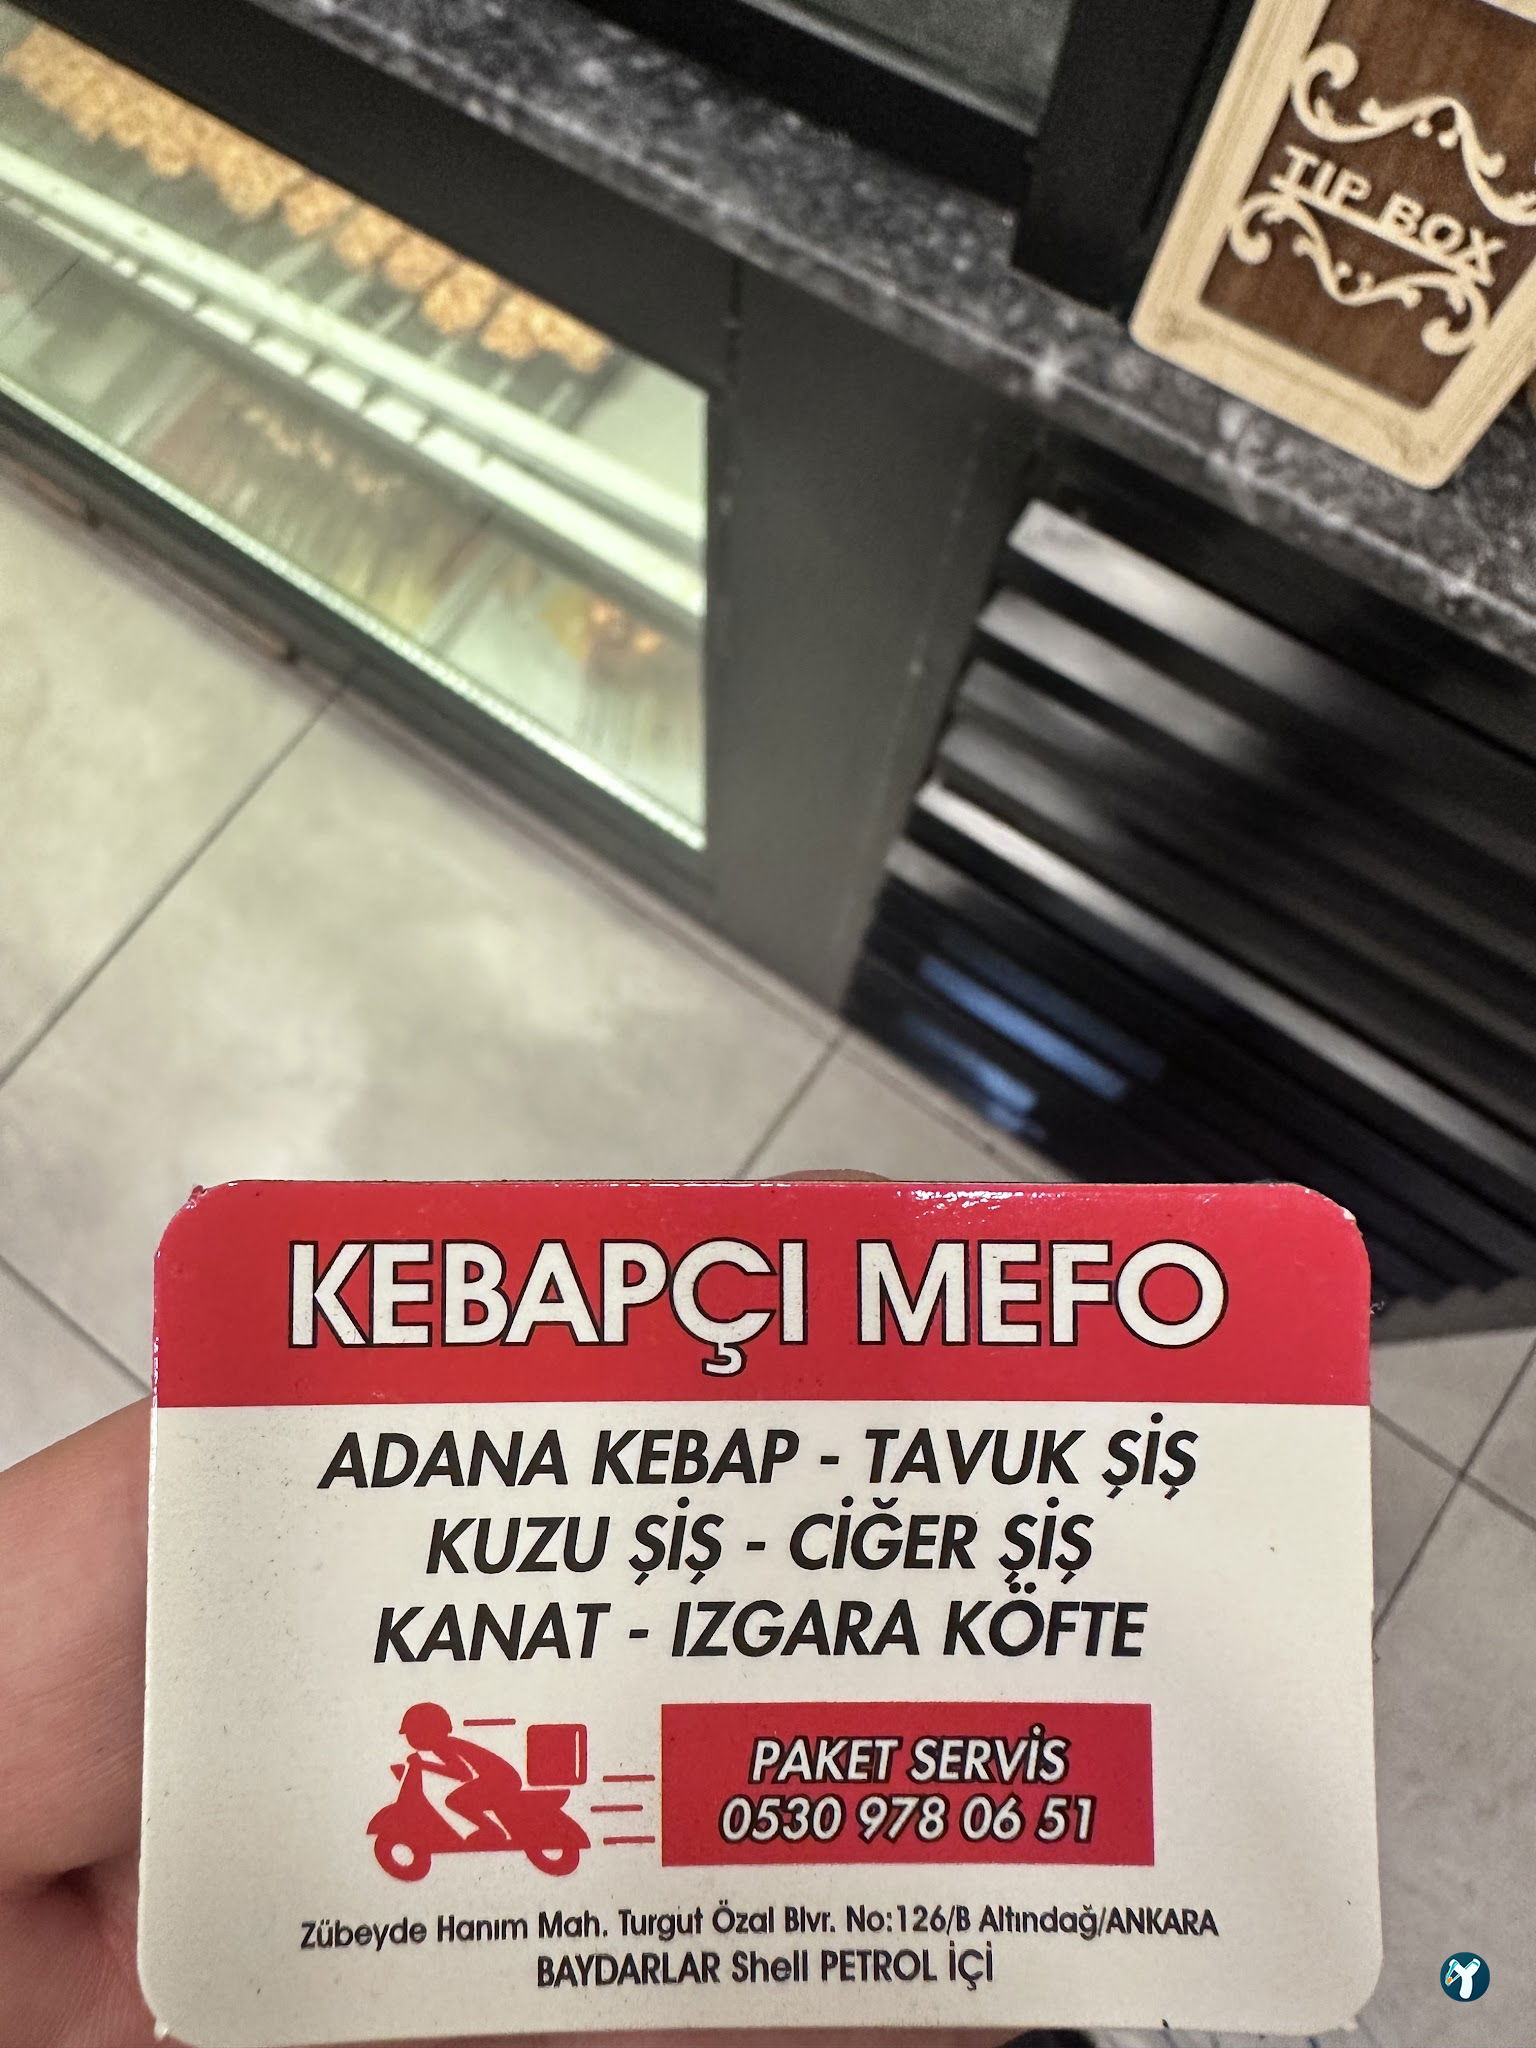 TIP BOX
KEBAPÇI MEFO
ADANA KEBAP - TAVUK ŞİŞ
KUZU ŞİŞ - CİĞER ŞİŞ
KANAT - IZGARA KÖFTE
PAKET SERVİS
0530 978 06 51
Zübeyde Hanım Mah. Turgut Özal Blvr. No:126/B Altındağ/ANKARA
BAYDARLAR Shell PETROL İÇİ